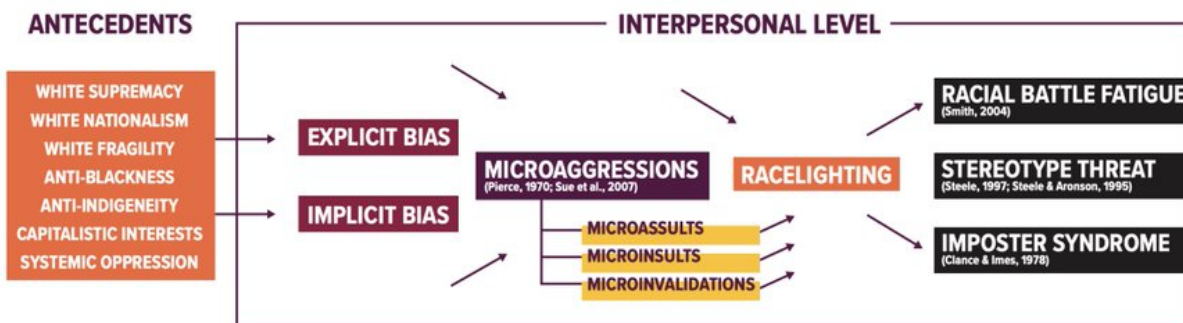 ANTECEDENTS
INTERPERSONAL LEVEL
WHITE SUPREMACY
WHITE NATIONALISM
WHITE FRAGILITY
ANTI-BLACKNESS
ANTI-INDIGENEITY
CAPITALISTIC INTERESTS
SYSTEMIC OPPRESSION
EXPLICIT BIAS
IMPLICIT BIAS
MICROAGGRESSIONS
(Pierce, 1970; Sue et al., 2007)
MICROASSULTS
MICROINSULTS
MICROINVALIDATIONS
RACELIGHTING
RACIAL BATTLE FATIGUE
(Smith, 2004)
STEREOTYPE THREAT
(Steele, 1997; Steele & Aronson, 1995)
IMPOSTER SYNDROME
(Clance & Imes, 1978)